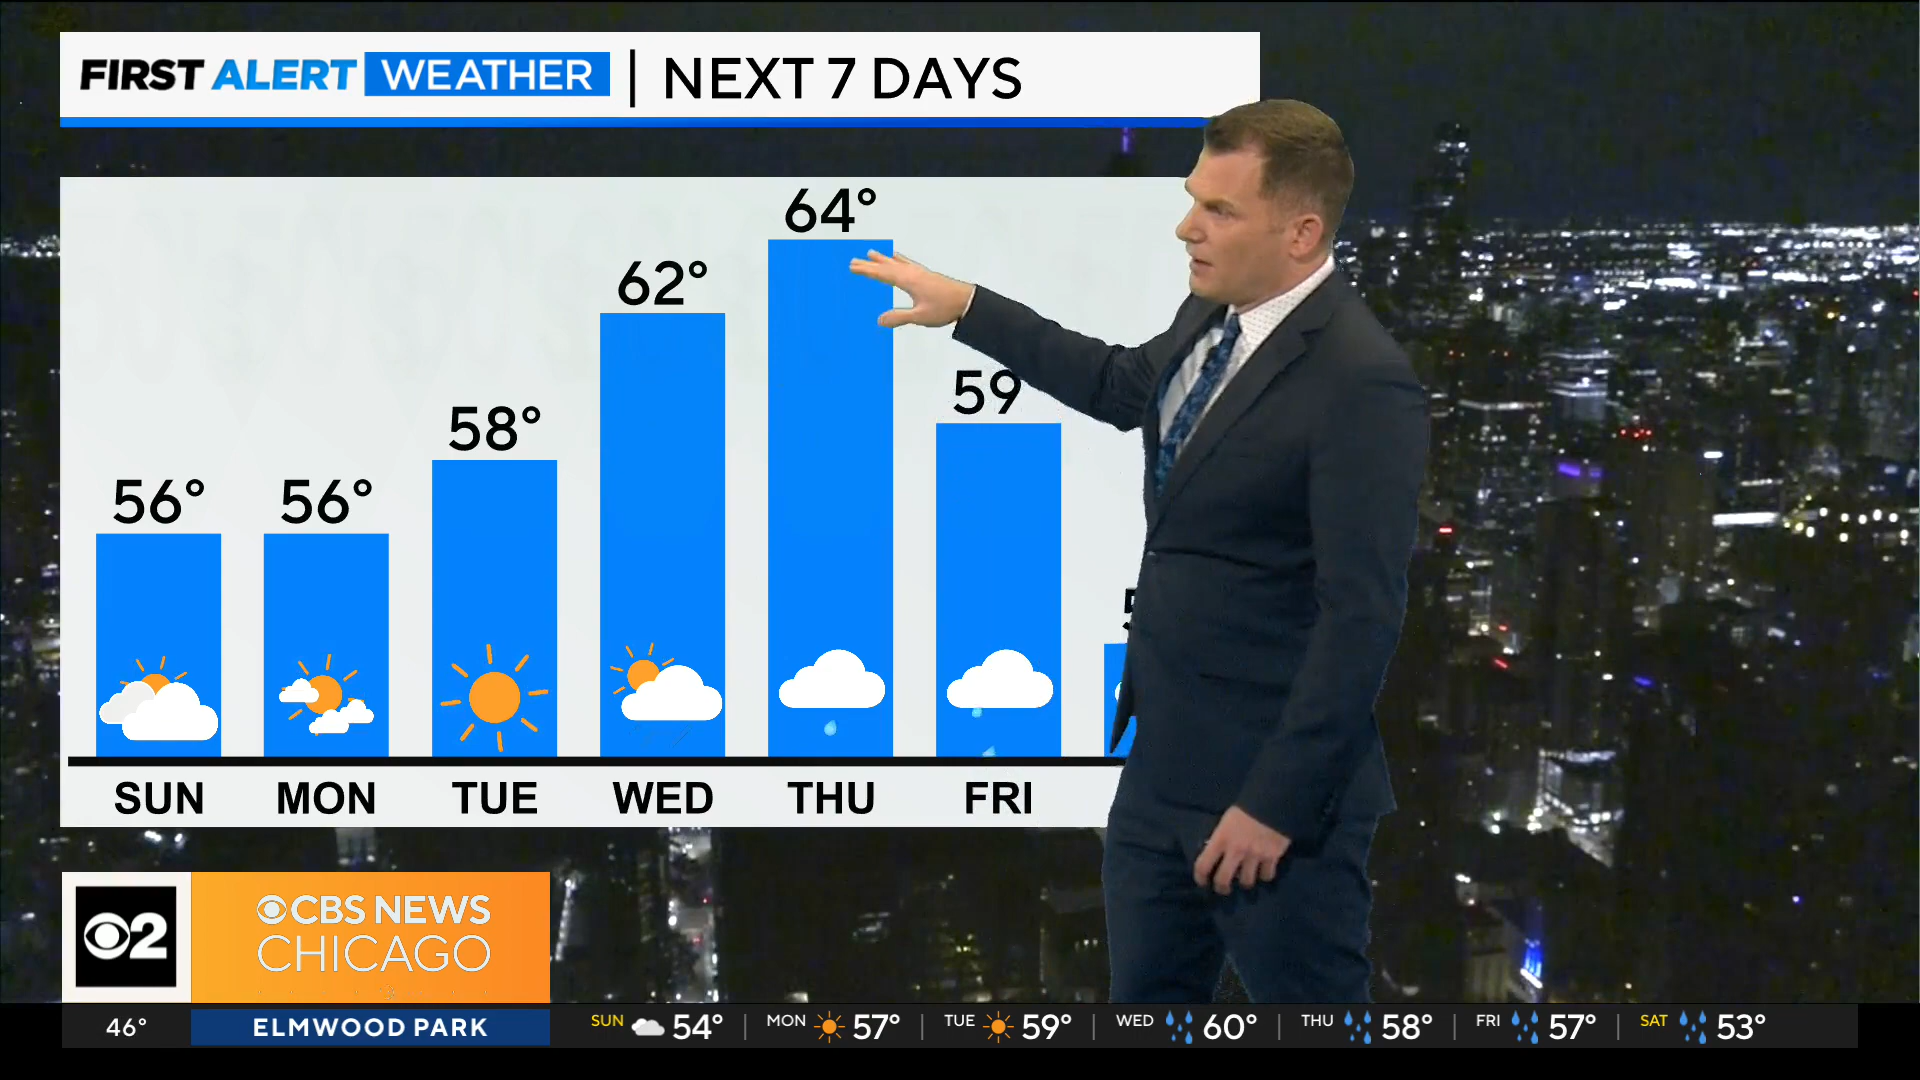 FIRST ALERT WEATHER | NEXT 7 DAYS
64°
62°
59
58°
56° 56°
SUN MON TUE WED THU FRI
2
CBS NEWS
CHICAGO
46° ELMWOOD PARK SUN 54° | MON 57° | TUE 59° | WED 60° | THU 58° | FRI 57° | SAT 53°